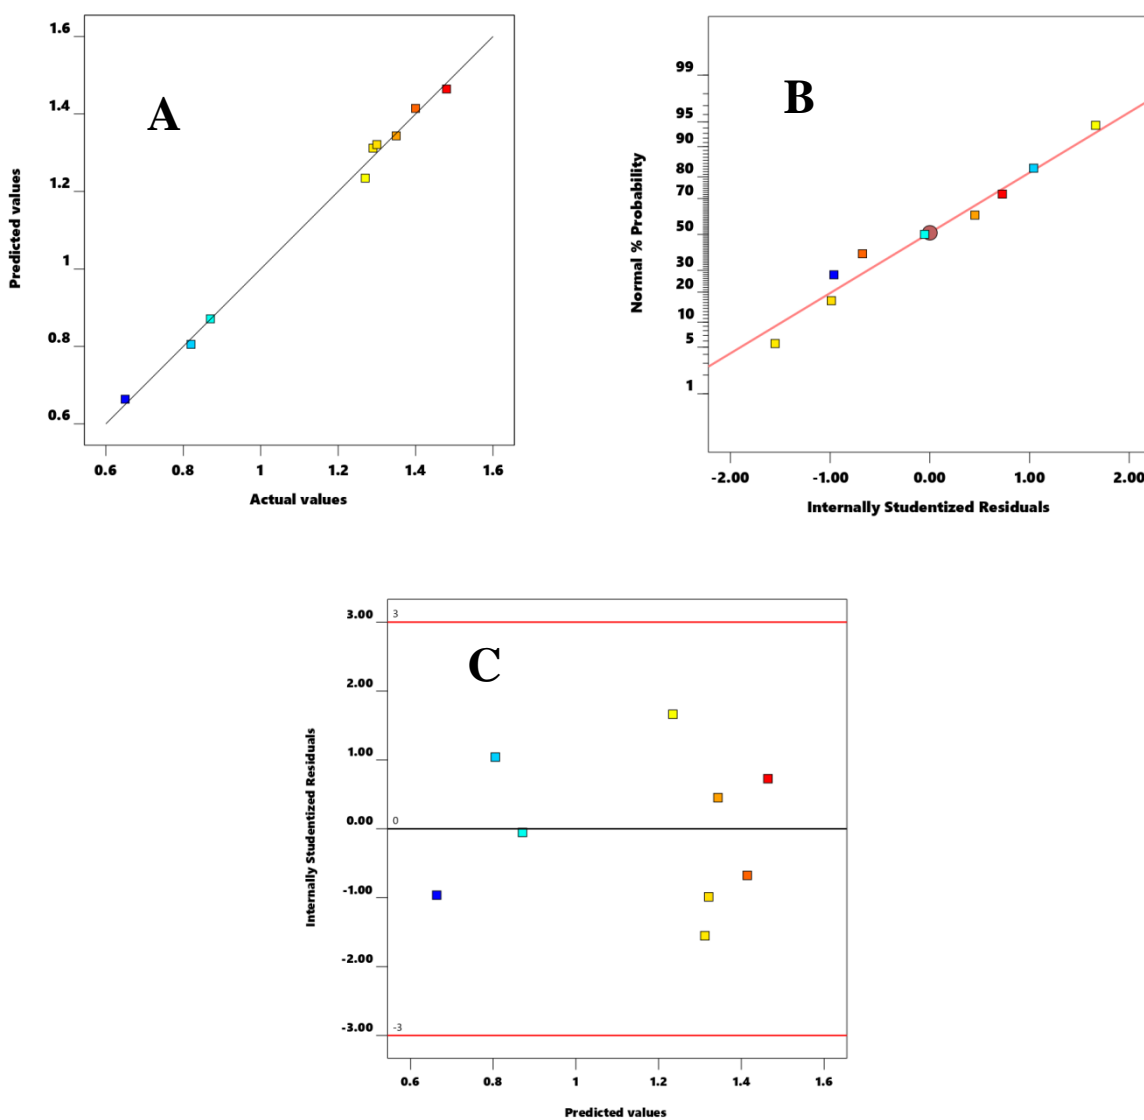 A
1.6
1.4
1.2
1
0.8
0.6
Predicted values
0.6 0.8 1 1.2 1.4 1.6
Actual values
B
99
95
90
80
70
50
30
20
10
5
1
Normal % Probability
-2.00 -1.00 0.00 1.00 2.00
Internally Studentized Residuals
C
3.00
2.00
1.00
0.00
-1.00
-2.00
-3.00
3
0
-3
Internally Studentized Residuals
0.6 0.8 1 1.2 1.4 1.6
Predicted values